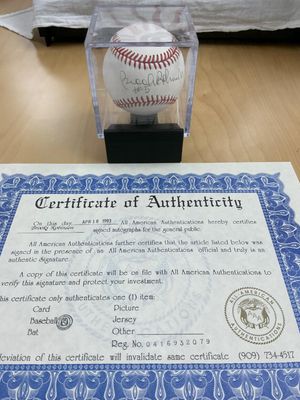 #5
Certificate of Authenticity
On this day APR 18 1993 All American Authentications hereby certifies
Brooks Robinson signed autographs for the general public.
All American Authentications further certifies that the article listed below was
signed in the presence of an All American Authentications official and truly is an
authentic Signature.
A copy of this certificate will be on file with All American Authentications to
verify this signature and protect your investment.
This certificate only authenticates one (1) item:
Card Picture
Baseball Jersey
Bat Other
Reg. No. 0416932079
deviation of this certificate will invalidate same certificate (909) 734-4517
ALL AMERICAN
AUTHENTICATIONS